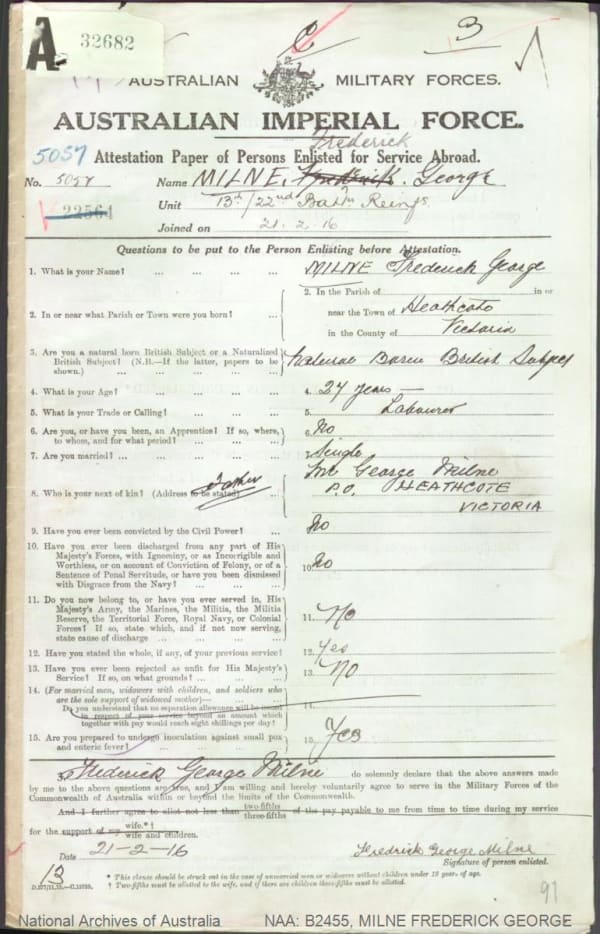 A. 32682
C 3
AUSTRALIAN MILITARY FORCES.
AUSTRALIAN IMPERIAL FORCE.
Frederick
5057 Attestation Paper of Persons Enlisted for Service Abroad.
No. 5057 Name MILNE, Frederick. George
22564 Unit 13th/22nd Battn Reinfs
Joined on 21-2-16
Questions to be put to the Person Enlisting before Attestation.
1. What is your Name? ... MILNE Frederick George
2. In or near what Parish or Town were you born? ... 2. In the Parish of in or
near the Town of Heathcote
in the County of Victoria
3. Are you a natural born British Subject or a Naturalized British Subject? (N.B.—If the latter, papers to be shown.) Natural Born British Subject
4. What is your Age? ... 4. 24 years —
5. What is your Trade or Calling? ... 5. Labourer
6. Are you, or have you been, an Apprentice? If so, where, to whom, and for what period? ... 6. No
7. Are you married? ... 7. Single
8. Who is your next of kin? (Address to be stated) ... Father Mr George Milne
P.O. HEATHCOTE
VICTORIA
9. Have you ever been convicted by the Civil Power? ... No
10. Have you ever been discharged from any part of His
Majesty's Forces, with Ignominy, or as Incorrigible and
Worthless, or on account of Conviction of Felony, or of a
Sentence of Penal Servitude, or have you been dismissed
with Disgrace from the Navy? ... 10. No
11. Do you now belong to, or have you ever served in, His
Majesty's Army, the Marines, the Militia, the Militia
Reserve, the Territorial Force, Royal Navy, or Colonial
Forces? If so, state which, and if not now serving,
state cause of discharge ... 11. No
12. Have you stated the whole, if any, of your previous service? 12. Yes
13. Have you ever been rejected as unfit for His Majesty's
Service? If so, on what grounds? ... 13. No
14. (For married men, widowers with children, and soldiers who
are the sole support of widowed mother)—
Do you understand that no separation allowance will be issued
in respect of your service beyond an amount which
together with pay would reach eight shillings per day? 14.
15. Are you prepared to undergo inoculation against small pox
and enteric fever? ... 15. Yes
I, Frederick George Milne do solemnly declare that the above answers made
by me to the above questions are true, and I am willing and hereby voluntarily agree to serve in the Military Forces of the
Commonwealth of Australia within or beyond the limits of the Commonwealth.
And I further agree to allot not less than two-fifths three-fifths of the pay payable to me from time to time during my service
for the support of my wife.*† wife and children.
Date 21-2-16 Frederick George Milne
Signature of person enlisted.
13 * This clause should be struck out in the case of unmarried men or widowers without children under 18 years of age.
† Two-fifths must be allotted to the wife, and if there are children three-fifths must be allotted.
91
National Archives of Australia NAA: B2455, MILNE FREDERICK GEORGE